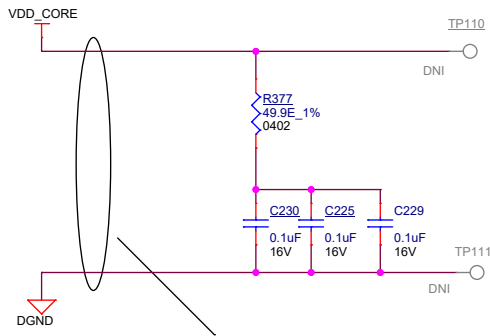 VDD_CORE
TP110
DNI
R377
49.9E_1%
0402
C230
C225
C229
0.1uF
0.1uF
0.1uF
16V
16V
16V
TP111
DNI
DGND